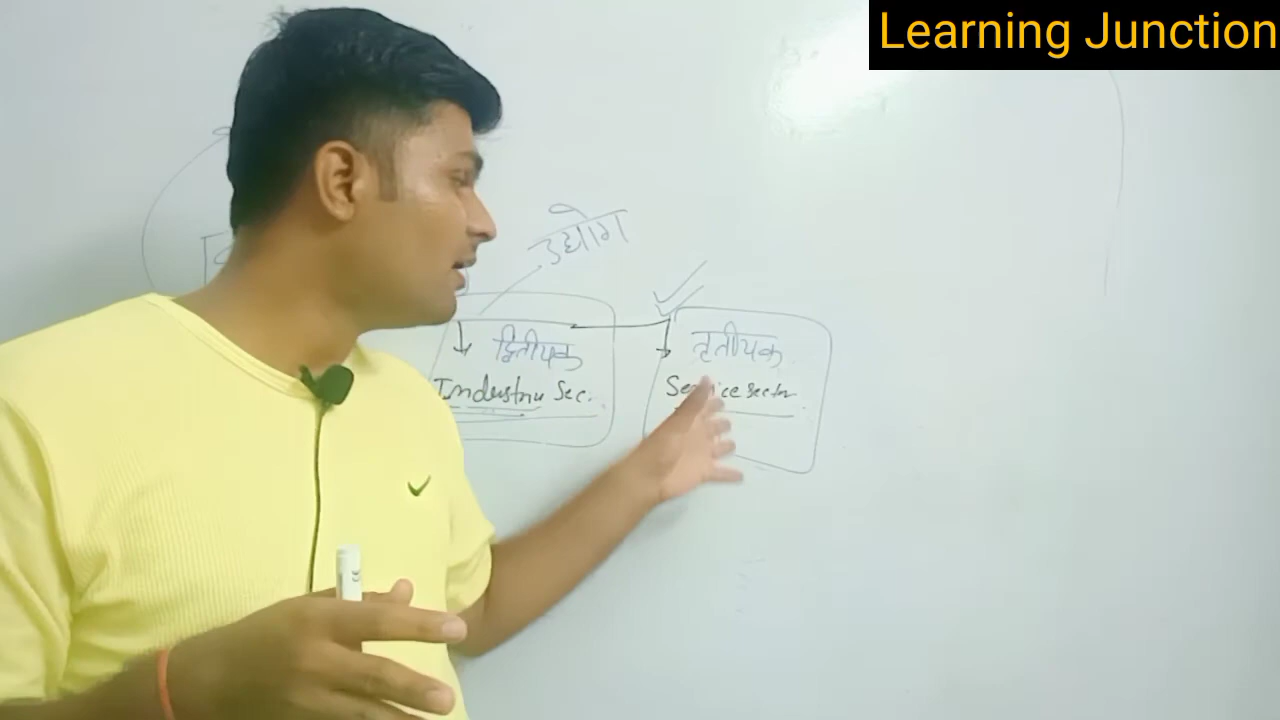 Learning Junction
उद्योग
द्वितीयक
तृतीयक
Industry Sec.
Service sector